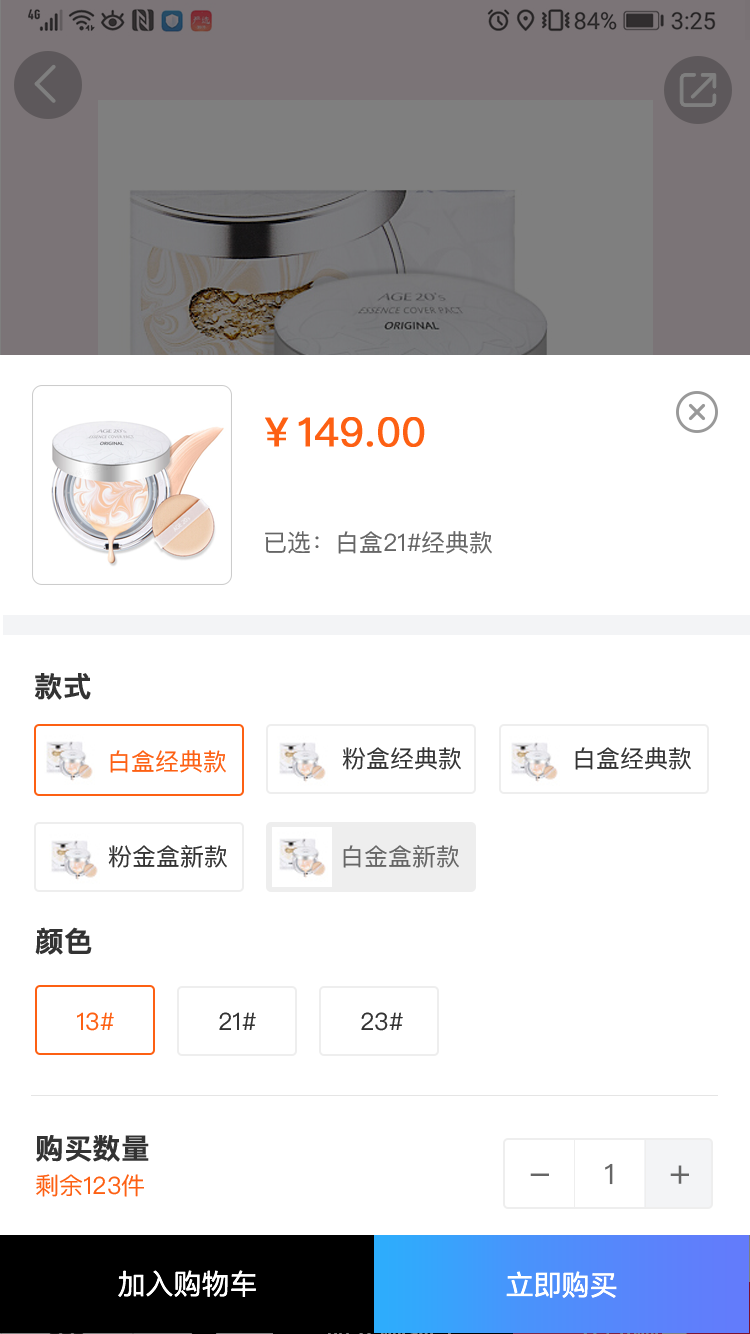 4G 84% 3:25
AGE 20's
ESSENCE COVER PACT
ORIGINAL
AGE 20's
ESSENCE COVER PACT
ORIGINAL
¥149.00
已选：白盒21#经典款
款式
白盒经典款 粉盒经典款 白盒经典款
粉金盒新款 白金盒新款
颜色
13# 21# 23#
购买数量
剩余123件
− 1 +
加入购物车 立即购买